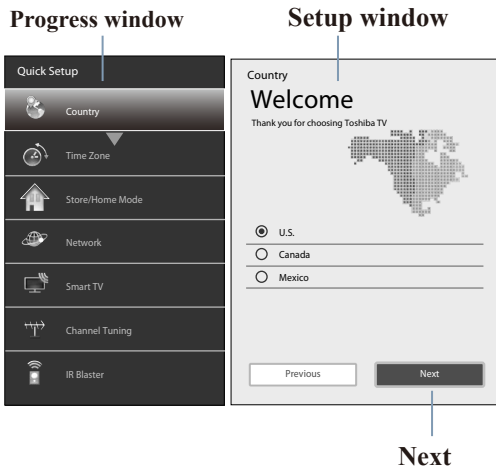 Progress window
Setup window
Quick Setup
Country
Time Zone
Store/Home Mode
Network
Smart TV
Channel Tuning
IR Blaster
Country
Welcome
Thank you for choosing Toshiba TV
U.S.
Canada
Mexico
Previous
Next
Next